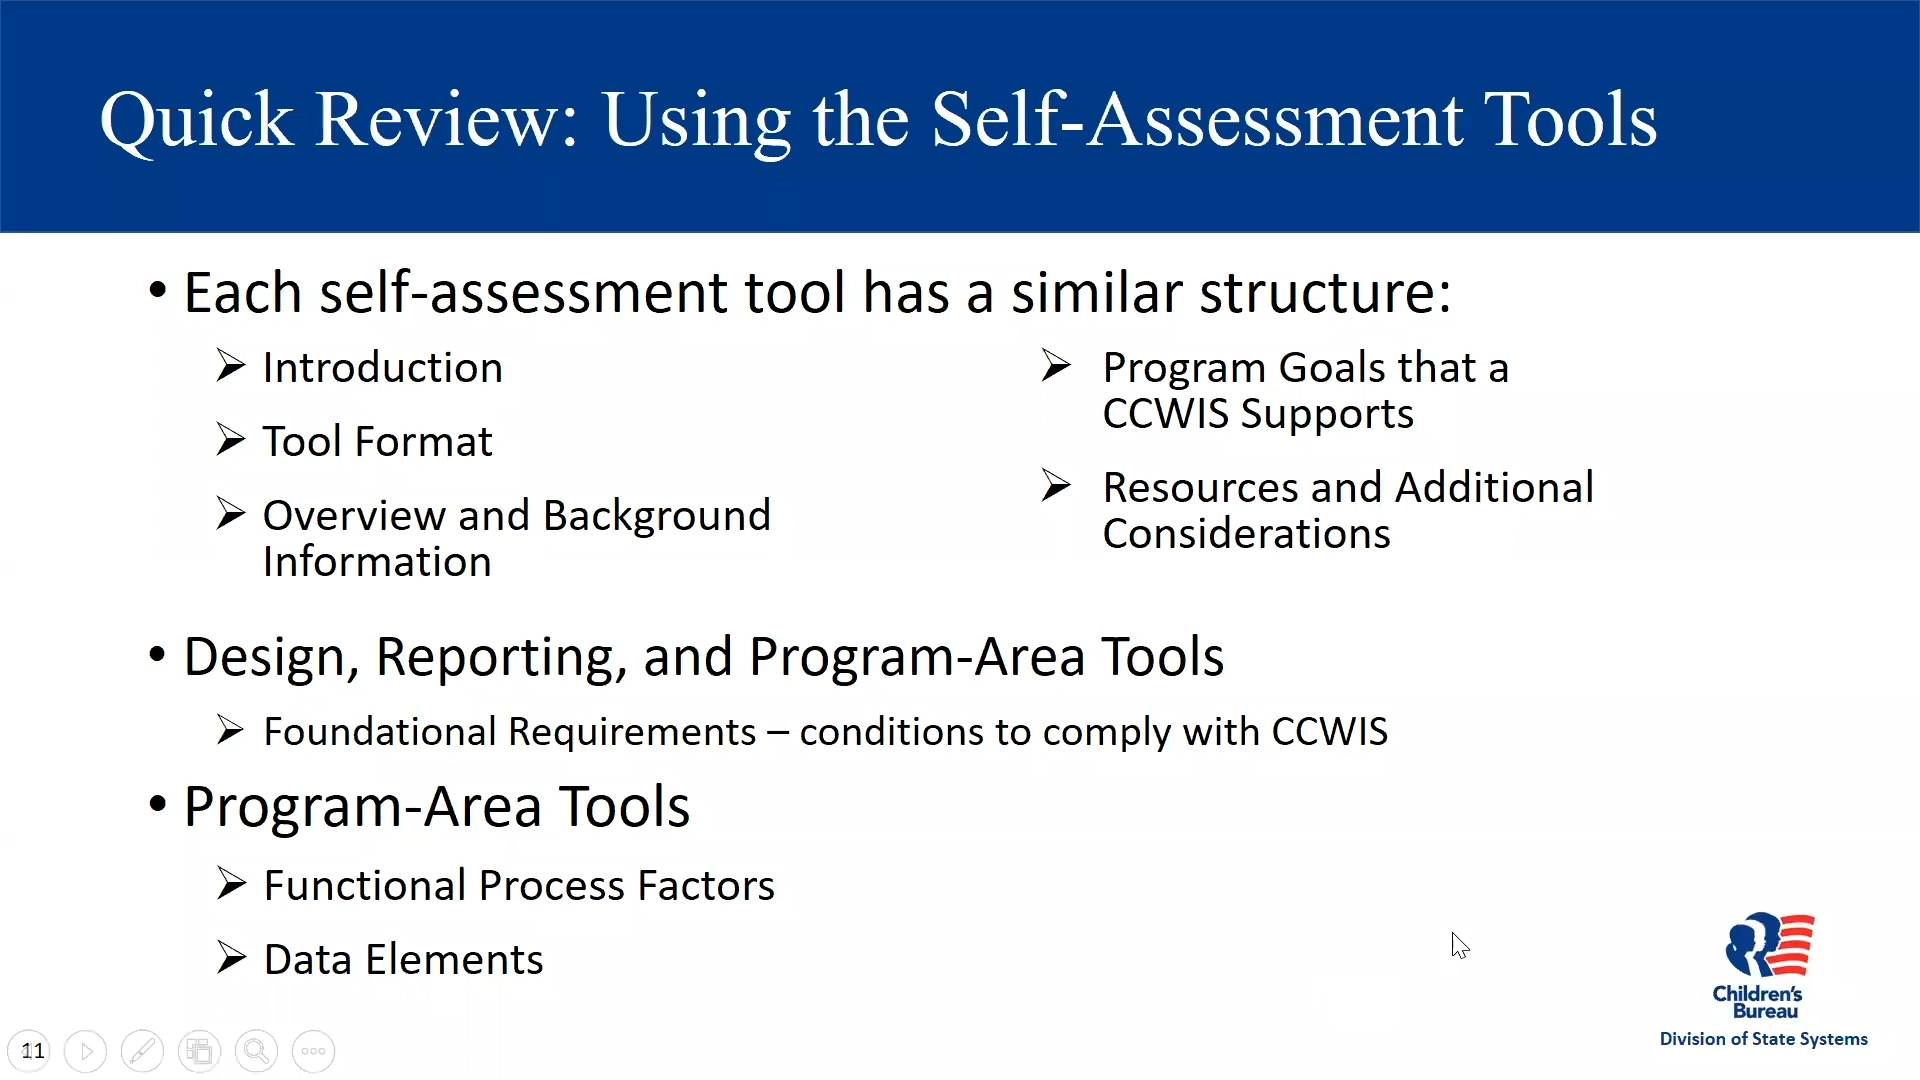 Quick Review: Using the Self-Assessment Tools
• Each self-assessment tool has a similar structure:
➢ Introduction
➢ Tool Format
➢ Overview and Background
Information
➢ Program Goals that a
CCWIS Supports
➢ Resources and Additional
Considerations
• Design, Reporting, and Program-Area Tools
➢ Foundational Requirements – conditions to comply with CCWIS
• Program-Area Tools
➢ Functional Process Factors
➢ Data Elements
Children's
Bureau
Division of State Systems
11